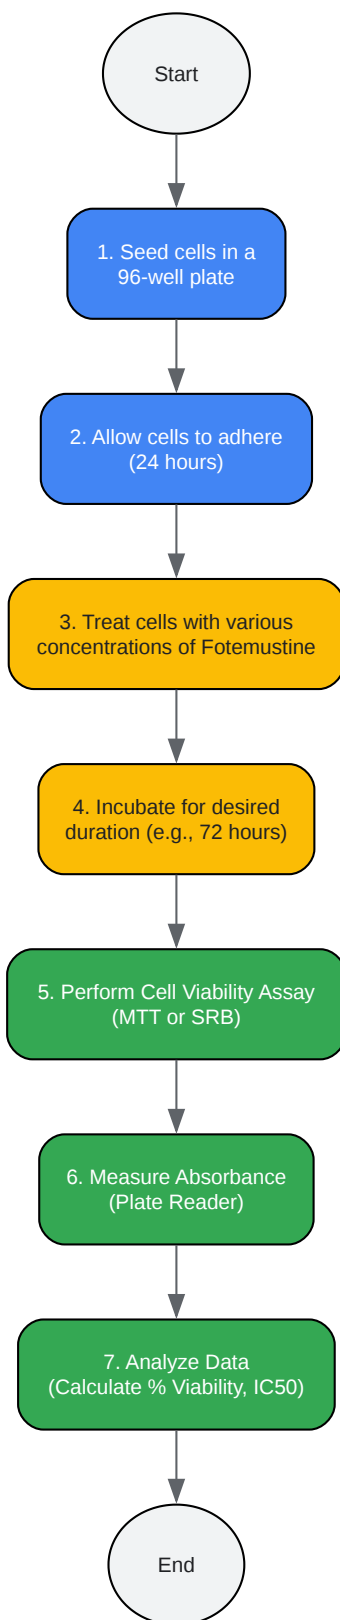 Start
1. Seed cells in a
96-well plate
2. Allow cells to adhere
(24 hours)
3. Treat cells with various
concentrations of Fotemustine
4. Incubate for desired
duration (e.g., 72 hours)
5. Perform Cell Viability Assay
(MTT or SRB)
6. Measure Absorbance
(Plate Reader)
7. Analyze Data
(Calculate % Viability, IC50)
End